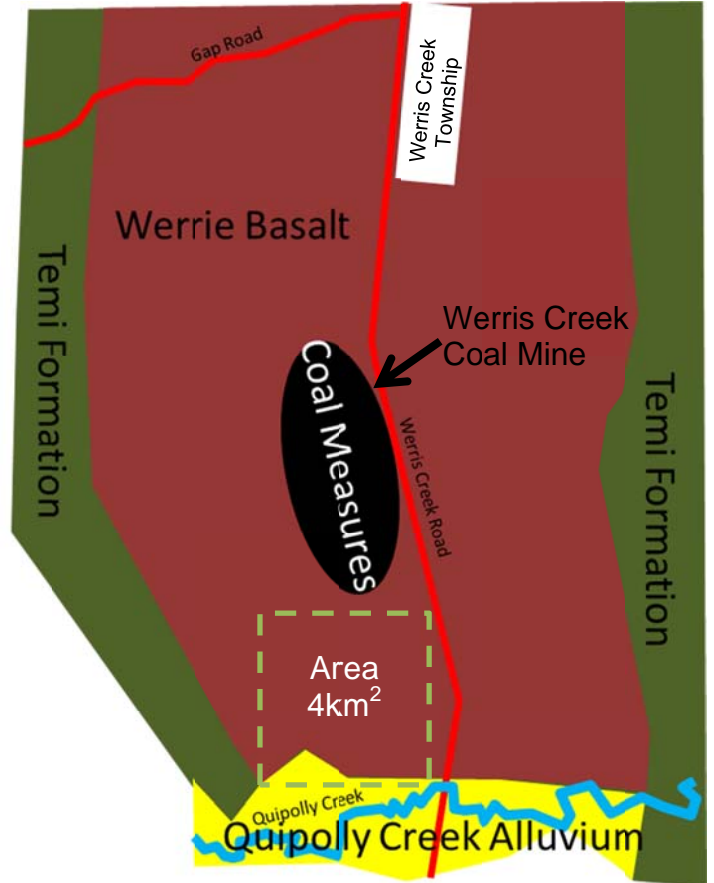 Gap Road
Werris Creek
Township
Werrie Basalt
Temi Formation
Werris Creek
Coal Mine
Coal Measures
Werris Creek Road
Temi Formation
Area
4km²
Quipolly Creek
Quipolly Creek Alluvium